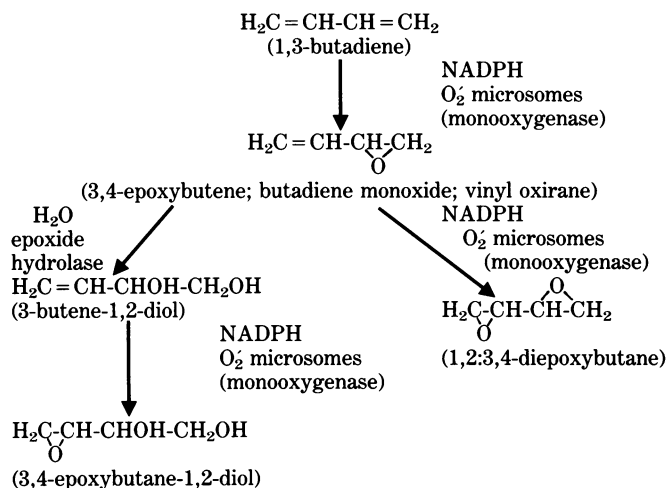 H₂C=CH-CH=CH₂
(1,3-butadiene)
NADPH
O₂́ microsomes
(monooxygenase)
H₂C=CH-CH-CH₂
O
(3,4-epoxybutene; butadiene monoxide; vinyl oxirane)
H₂O
epoxide
hydrolase
NADPH
O₂́ microsomes
(monooxygenase)
H₂C=CH-CHOH-CH₂OH
(3-butene-1,2-diol)
O
H₂C-CH-CH-CH₂
O
(1,2:3,4-diepoxybutane)
NADPH
O₂́ microsomes
(monooxygenase)
H₂C-CH-CHOH-CH₂OH
O
(3,4-epoxybutane-1,2-diol)